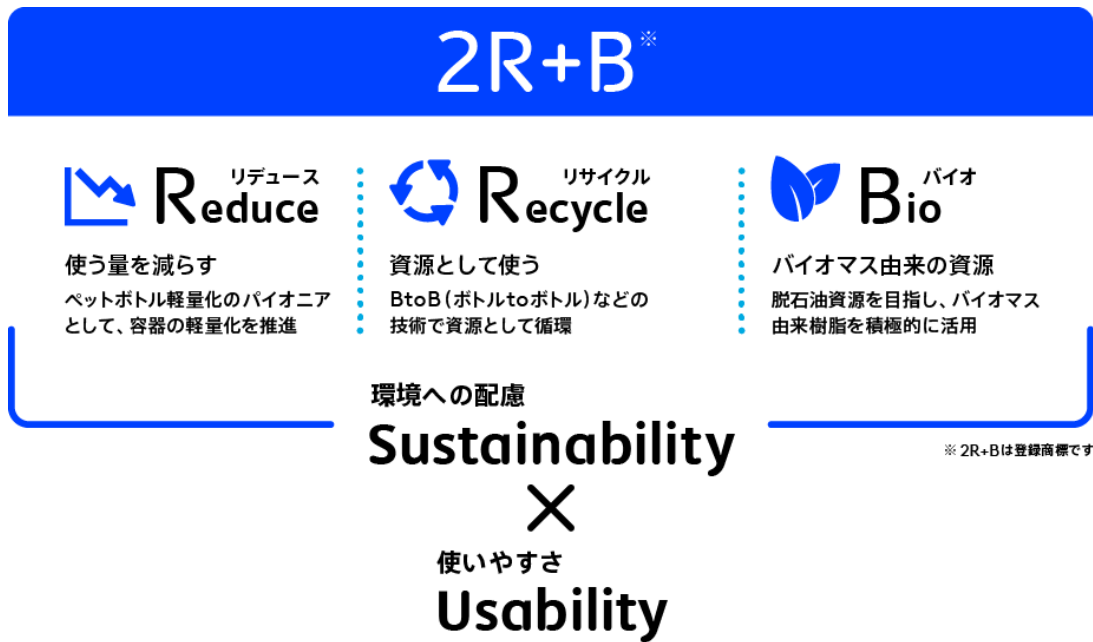 2R+B※
リデュース
Reduce
使う量を減らす
ペットボトル軽量化のパイオニア
として、容器の軽量化を推進
リサイクル
Recycle
資源として使う
BtoB(ボトルtoボトル)などの
技術で資源として循環
バイオ
Bio
バイオマス由来の資源
脱石油資源を目指し、バイオマス
由来樹脂を積極的に活用
環境への配慮
Sustainability
※ 2R+Bは登録商標です
×
使いやすさ
Usability